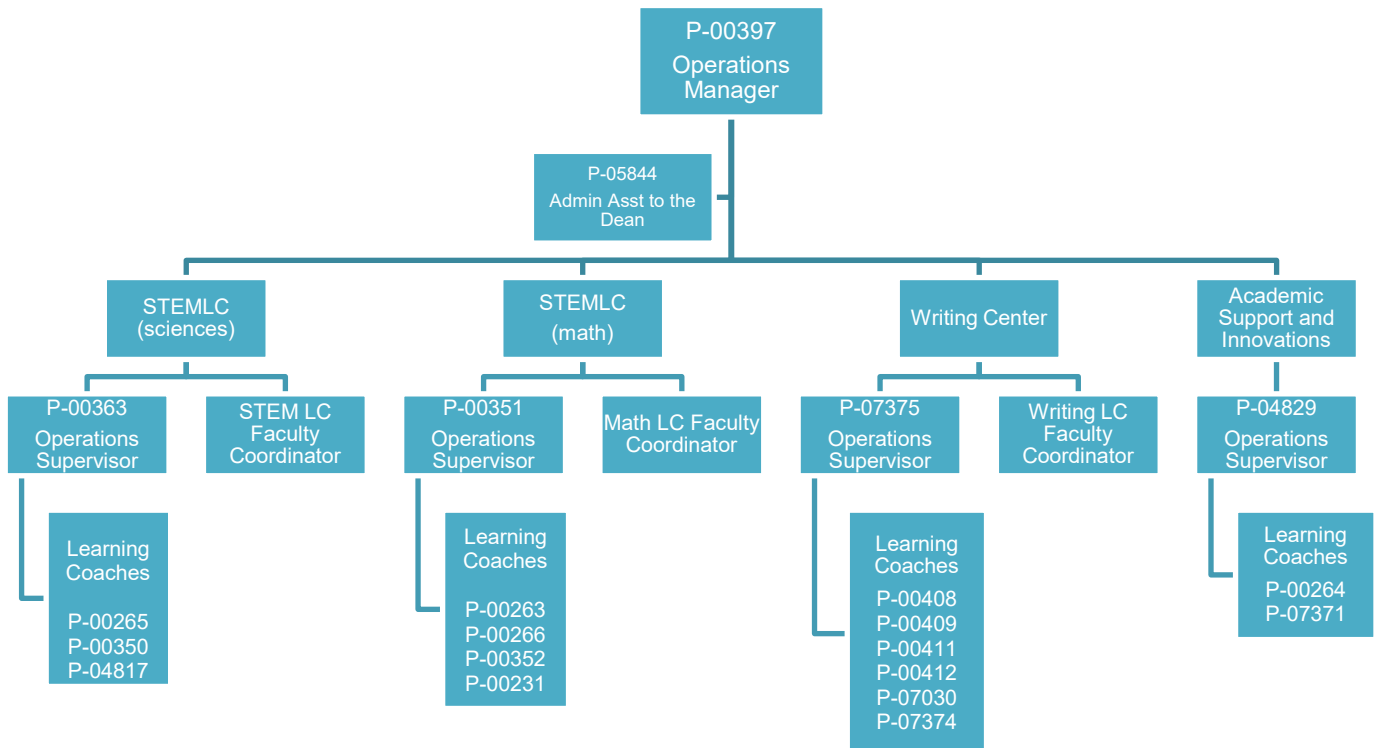 P-00397
Operations
Manager
P-05844
Admin Asst to the
Dean
STEMLC
(sciences)
STEMLC
(math)
Writing Center
Academic
Support and
Innovations
P-00363
Operations
Supervisor
STEM LC
Faculty
Coordinator
P-00351
Operations
Supervisor
Math LC Faculty
Coordinator
P-07375
Operations
Supervisor
Writing LC
Faculty
Coordinator
P-04829
Operations
Supervisor
Learning
Coaches
P-00265
P-00350
P-04817
Learning
Coaches
P-00263
P-00266
P-00352
P-00231
Learning
Coaches
P-00408
P-00409
P-00411
P-00412
P-07030
P-07374
Learning
Coaches
P-00264
P-07371